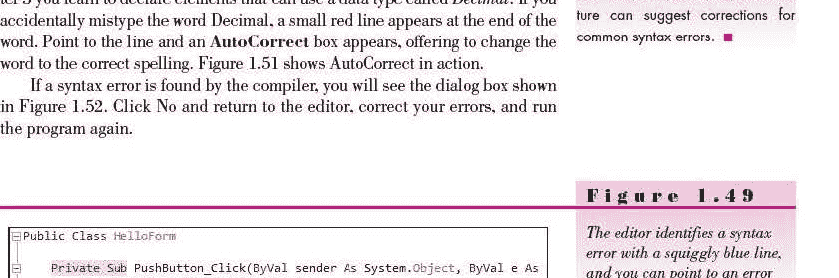 ter 3 you learn to declare elements that can use a data type called Decimal. If you
accidentally mistype the word Decimal, a small red line appears at the end of the
word. Point to the line and an AutoCorrect box appears, offering to change the
word to the correct spelling. Figure 1.51 shows AutoCorrect in action.
If a syntax error is found by the compiler, you will see the dialog box shown
in Figure 1.52. Click No and return to the editor, correct your errors, and run
the program again.
ture can suggest corrections for
common syntax errors.
Figure 1.49
The editor identifies a syntax
error with a squiggly blue line,
and you can point to an error
Public Class HelloForm
Private Sub PushButton_Click(ByVal sender As System.Object, ByVal e As